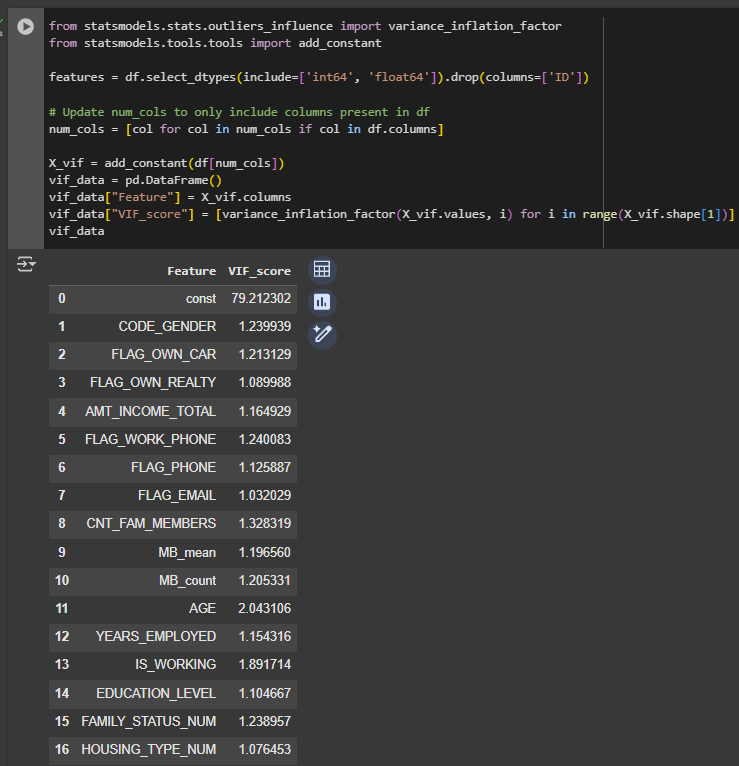 from statsmodels.stats.outliers_influence import variance_inflation_factor
from statsmodels.tools.tools import add_constant
features = df.select_dtypes(include=['int64', 'float64']).drop(columns=['ID'])
# Update num_cols to only include columns present in df
num_cols = [col for col in num_cols if col in df.columns]
X_vif = add_constant(df[num_cols])
vif_data = pd.DataFrame()
vif_data["Feature"] = X_vif.columns
vif_data["VIF_score"] = [variance_inflation_factor(X_vif.values, i) for i in range(X_vif.shape[1])]
vif_data
Feature VIF_score
0 const 79.212302
1 CODE_GENDER 1.239939
2 FLAG_OWN_CAR 1.213129
3 FLAG_OWN_REALTY 1.089988
4 AMT_INCOME_TOTAL 1.164929
5 FLAG_WORK_PHONE 1.240083
6 FLAG_PHONE 1.125887
7 FLAG_EMAIL 1.032029
8 CNT_FAM_MEMBERS 1.328319
9 MB_mean 1.196560
10 MB_count 1.205331
11 AGE 2.043106
12 YEARS_EMPLOYED 1.154316
13 IS_WORKING 1.891714
14 EDUCATION_LEVEL 1.104667
15 FAMILY_STATUS_NUM 1.238957
16 HOUSING_TYPE_NUM 1.076453